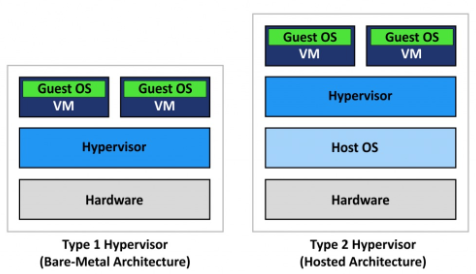 Guest OS
VM
Guest OS
VM
Hypervisor
Hardware
Type 1 Hypervisor
(Bare-Metal Architecture)
Guest OS
VM
Guest OS
VM
Hypervisor
Host OS
Hardware
Type 2 Hypervisor
(Hosted Architecture)